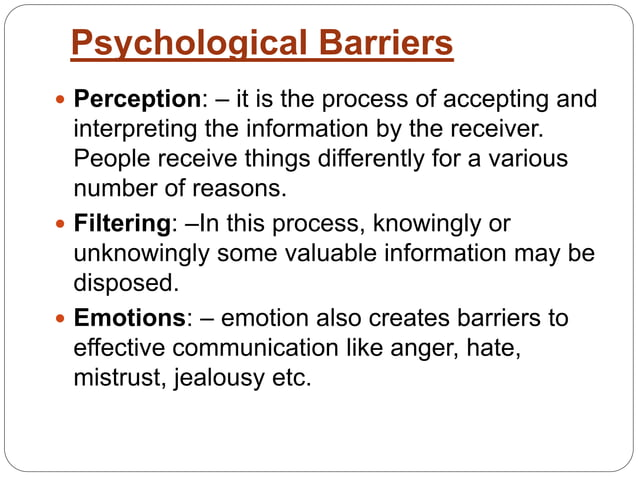 Psychological Barriers
• Perception: – it is the process of accepting and
interpreting the information by the receiver.
People receive things differently for a various
number of reasons.
• Filtering: –In this process, knowingly or
unknowingly some valuable information may be
disposed.
• Emotions: – emotion also creates barriers to
effective communication like anger, hate,
mistrust, jealousy etc.